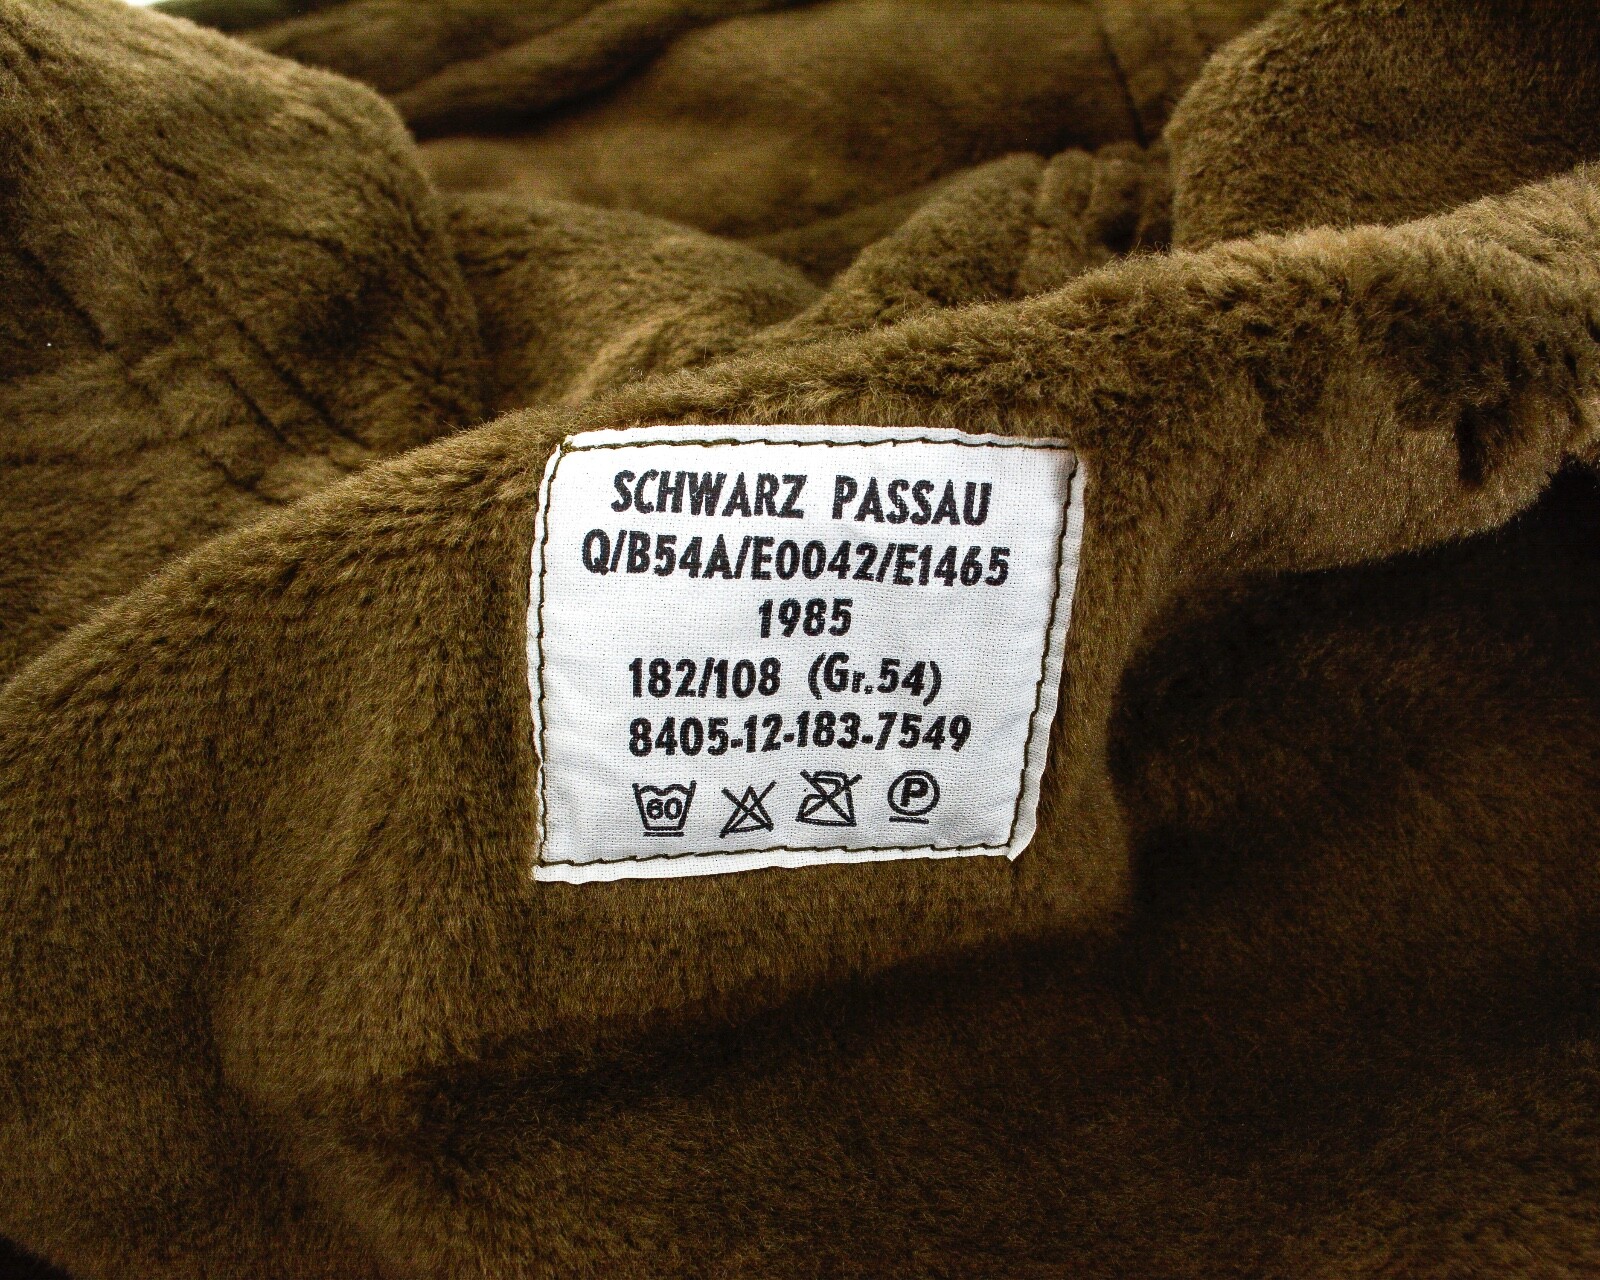 SCHWARZ PASSAU
Q/B54A/E0042/E1465
1985
182/108 (Gr.54)
8405-12-183-7549
60 P